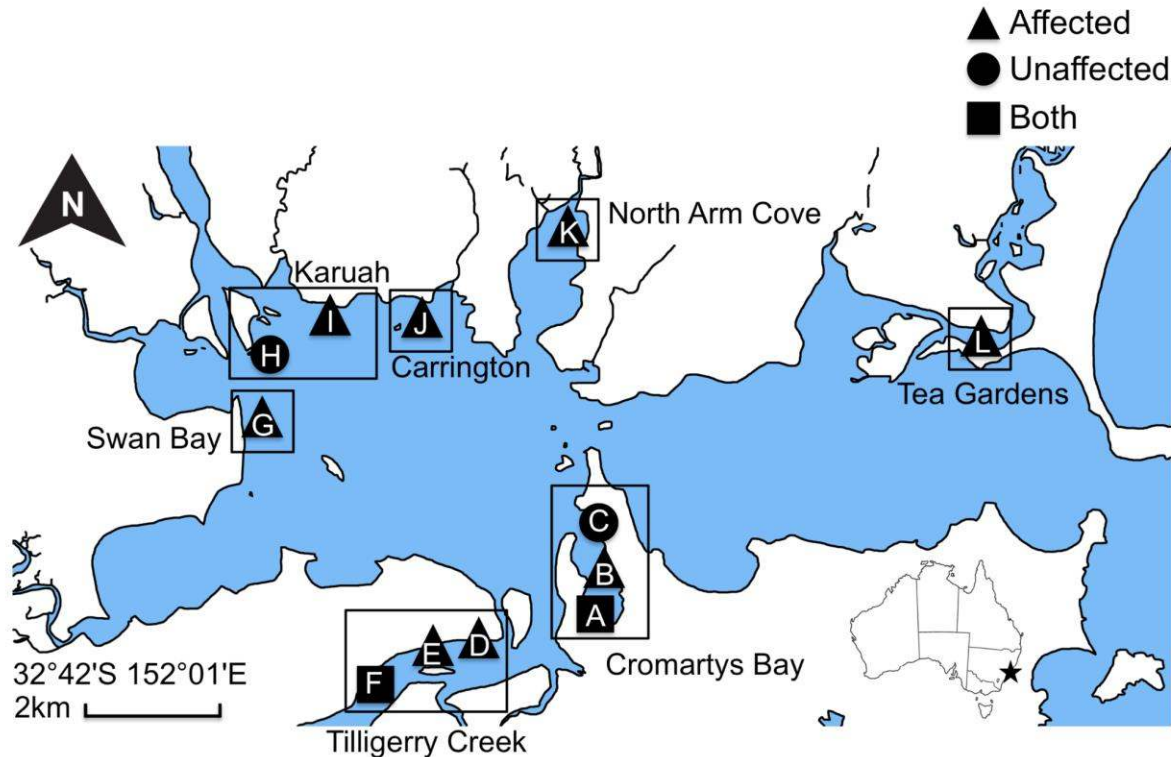 Affected
Unaffected
Both
N
K
North Arm Cove
Karuah
I
J
H
Carrington
L
Tea Gardens
G
Swan Bay
C
B
A
D
E
F
Cromartys Bay
32°42'S 152°01'E
2km
Tilligerry Creek